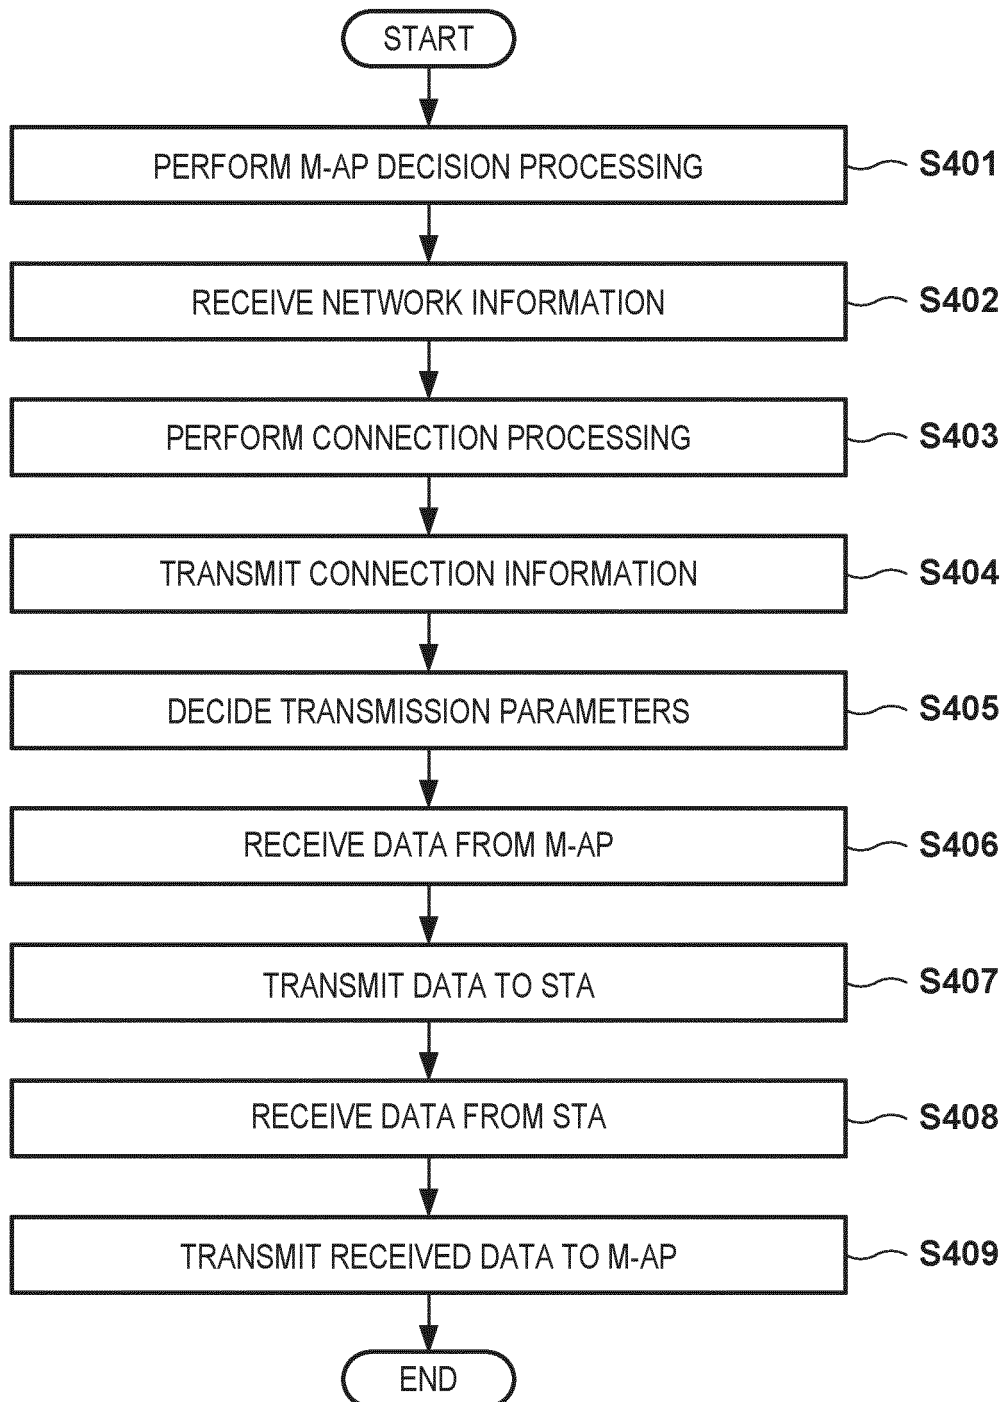 START
PERFORM M-AP DECISION PROCESSING S401
RECEIVE NETWORK INFORMATION S402
PERFORM CONNECTION PROCESSING S403
TRANSMIT CONNECTION INFORMATION S404
DECIDE TRANSMISSION PARAMETERS S405
RECEIVE DATA FROM M-AP S406
TRANSMIT DATA TO STA S407
RECEIVE DATA FROM STA S408
TRANSMIT RECEIVED DATA TO M-AP S409
END